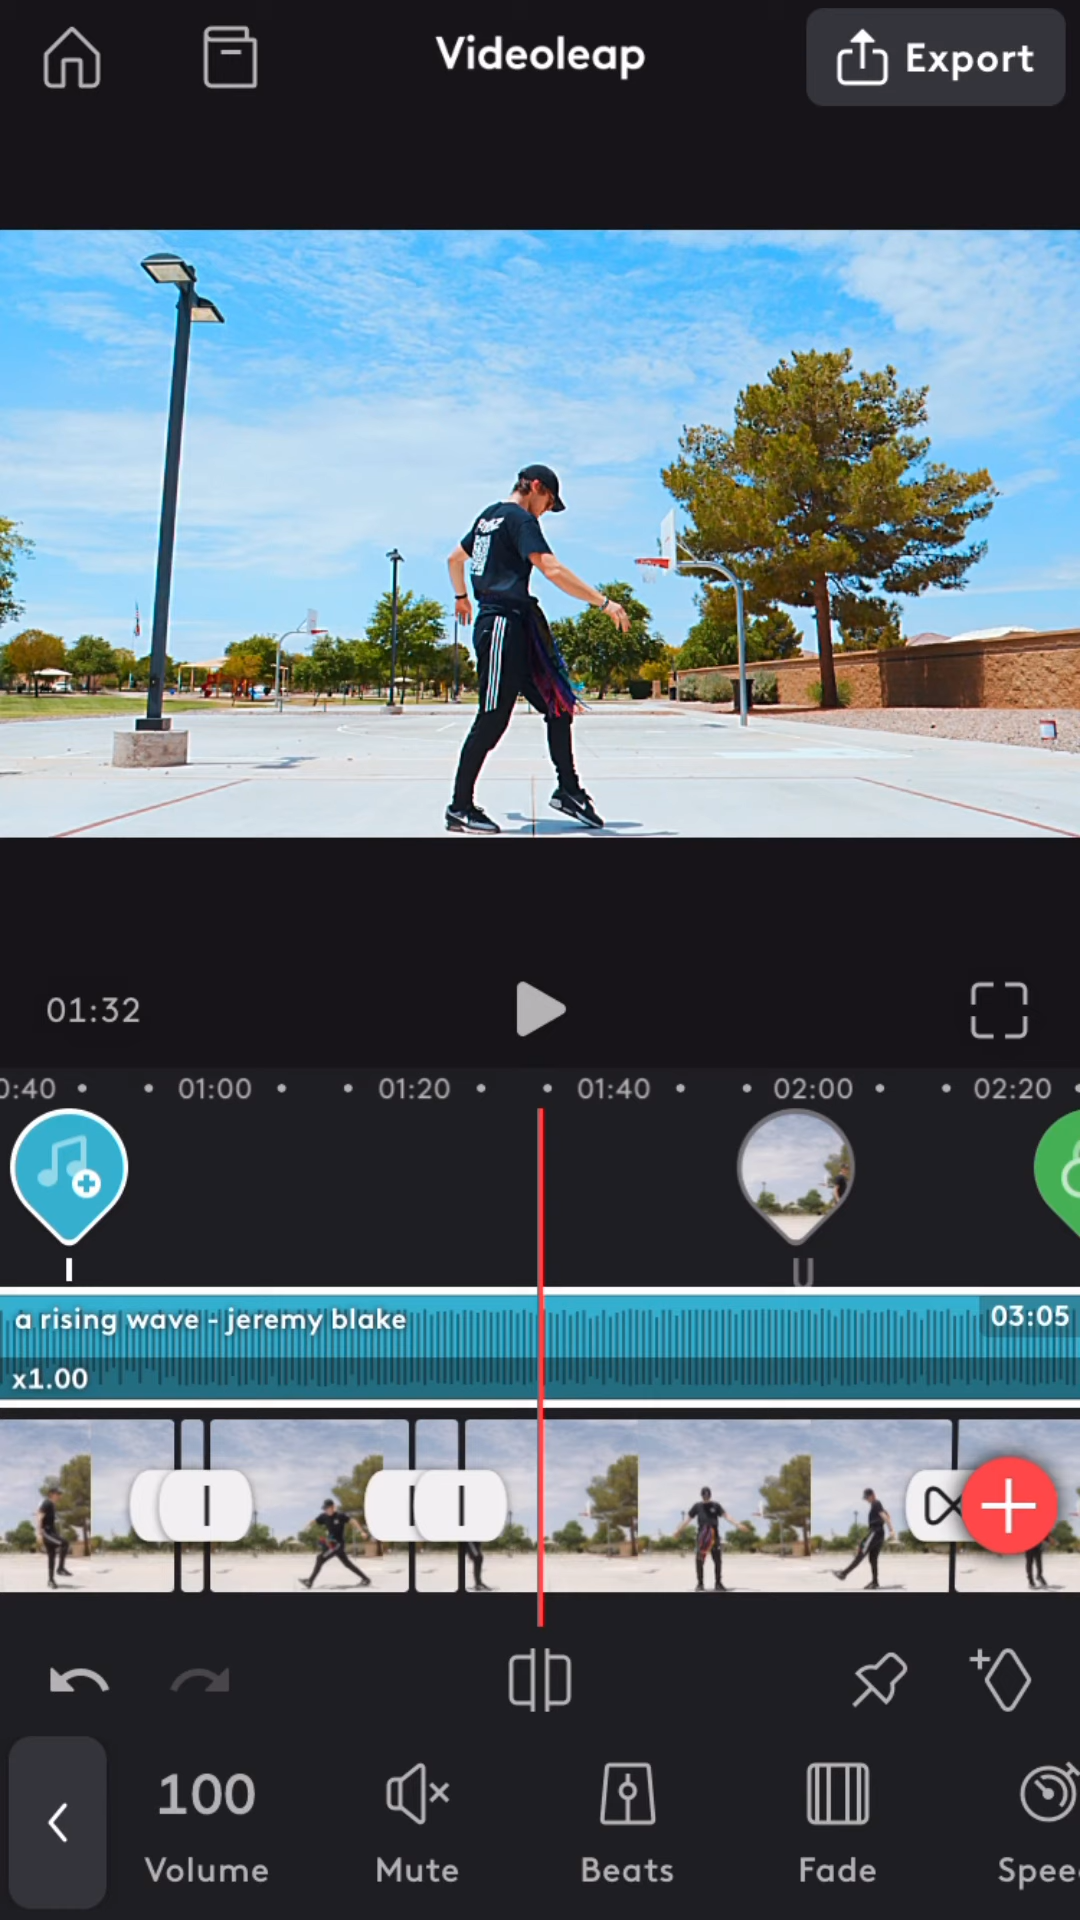 Videoleap
Export
01:32
0:40 • • 01:00 • • 01:20 • • 01:40 • • 02:00 • • 02:20
a rising wave - jeremy blake
03:05
x1.00
100
Volume
Mute
Beats
Fade
Spee